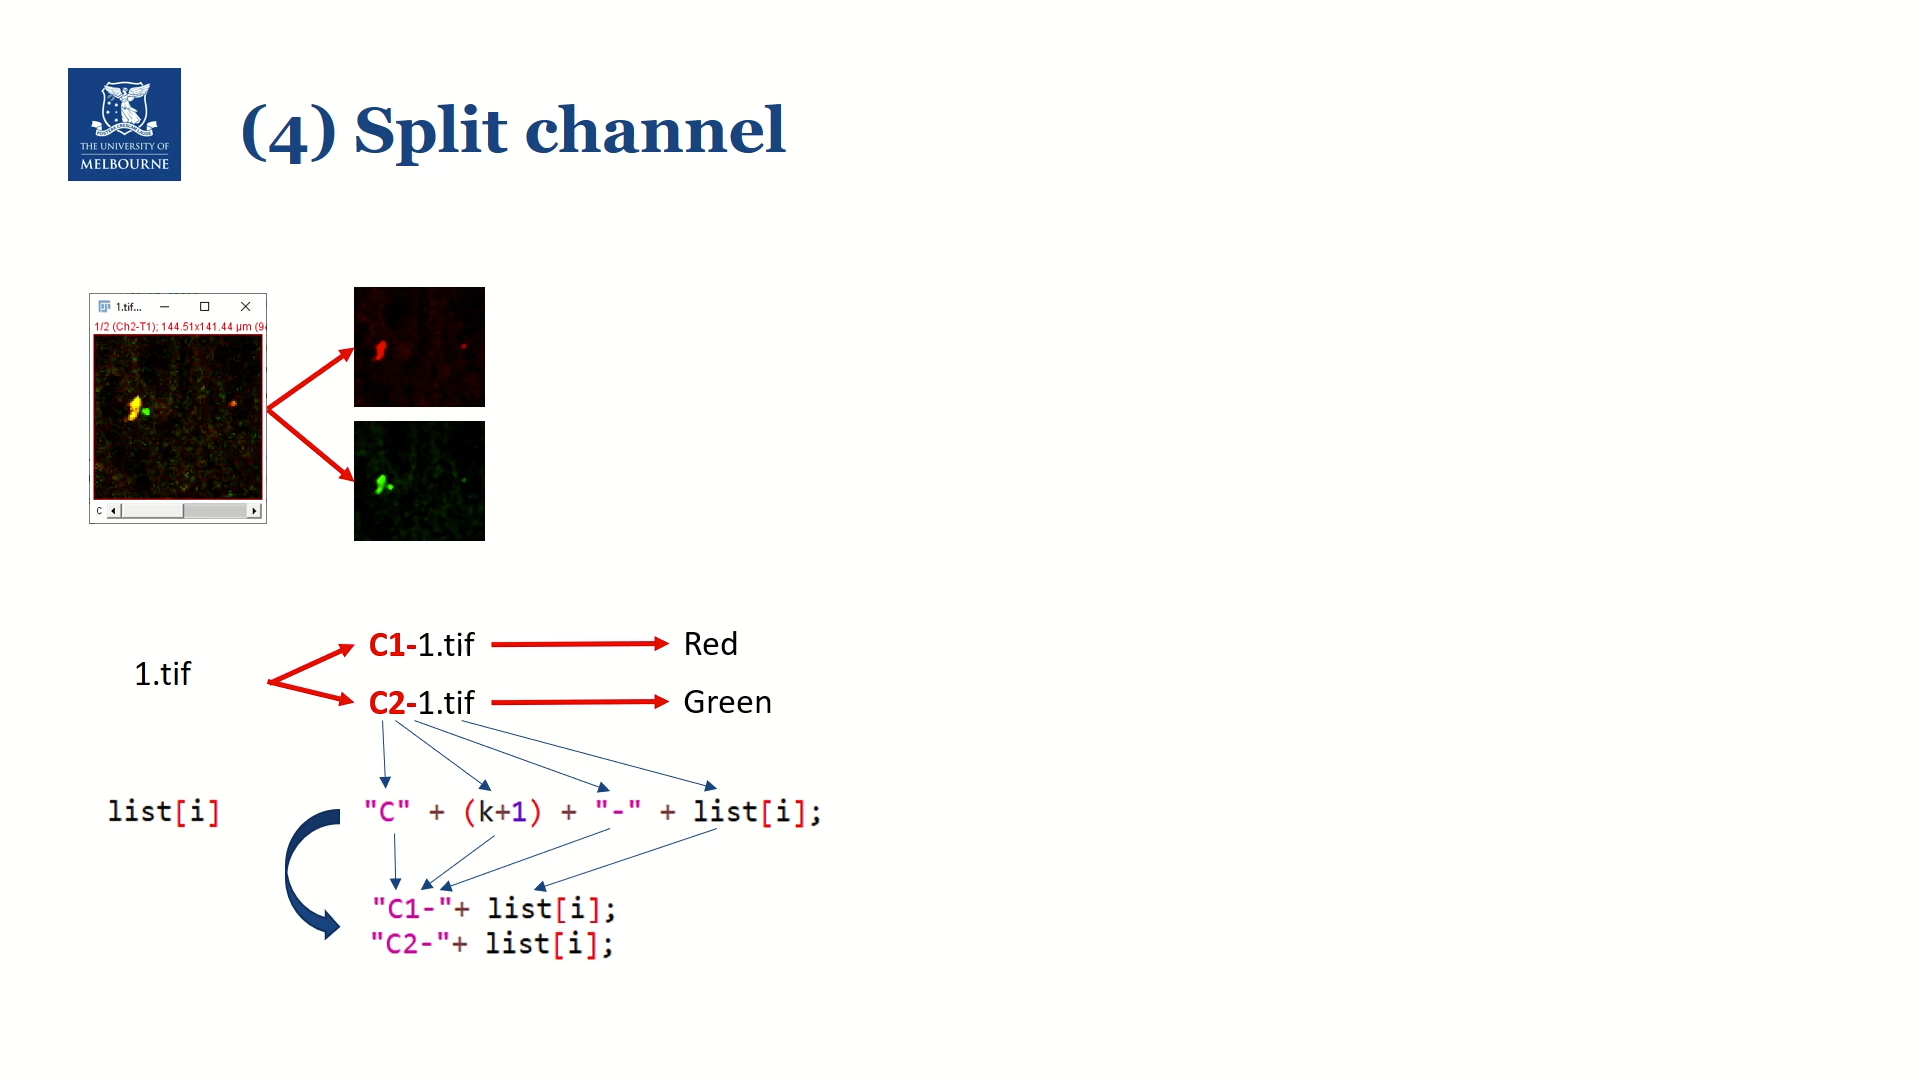 THE UNIVERSITY OF
MELBOURNE
(4) Split channel
1.tif...
1/2 (Ch2-T1); 144.51x141.44 µm (9
c
1.tif
C1-1.tif
Red
C2-1.tif
Green
list[i]
"C" + (k+1) + "-" + list[i];
"C1-"+ list[i];
"C2-"+ list[i];